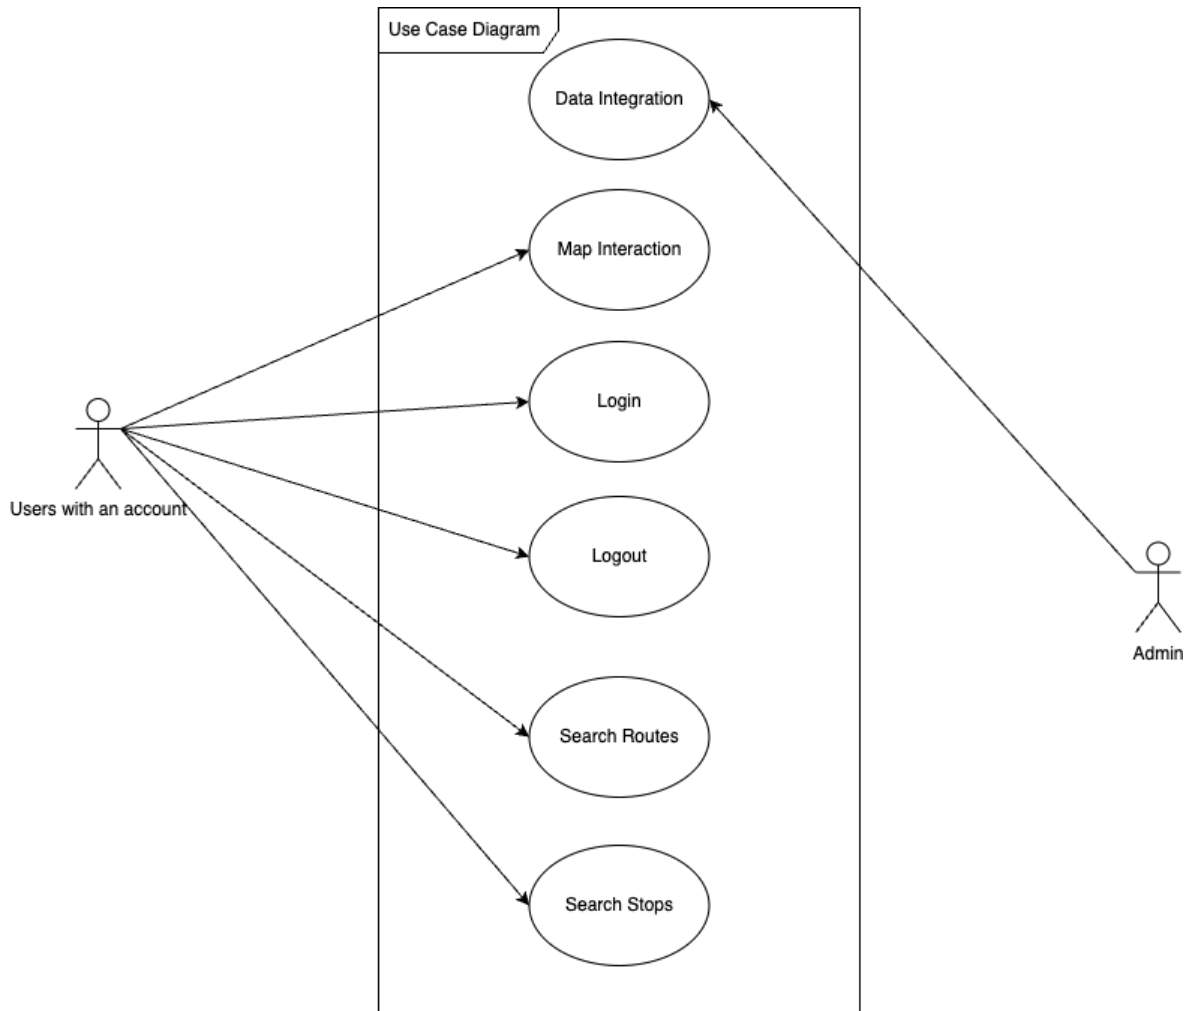 Use Case Diagram
Data Integration
Map Interaction
Login
Users with an account
Logout
Admin
Search Routes
Search Stops